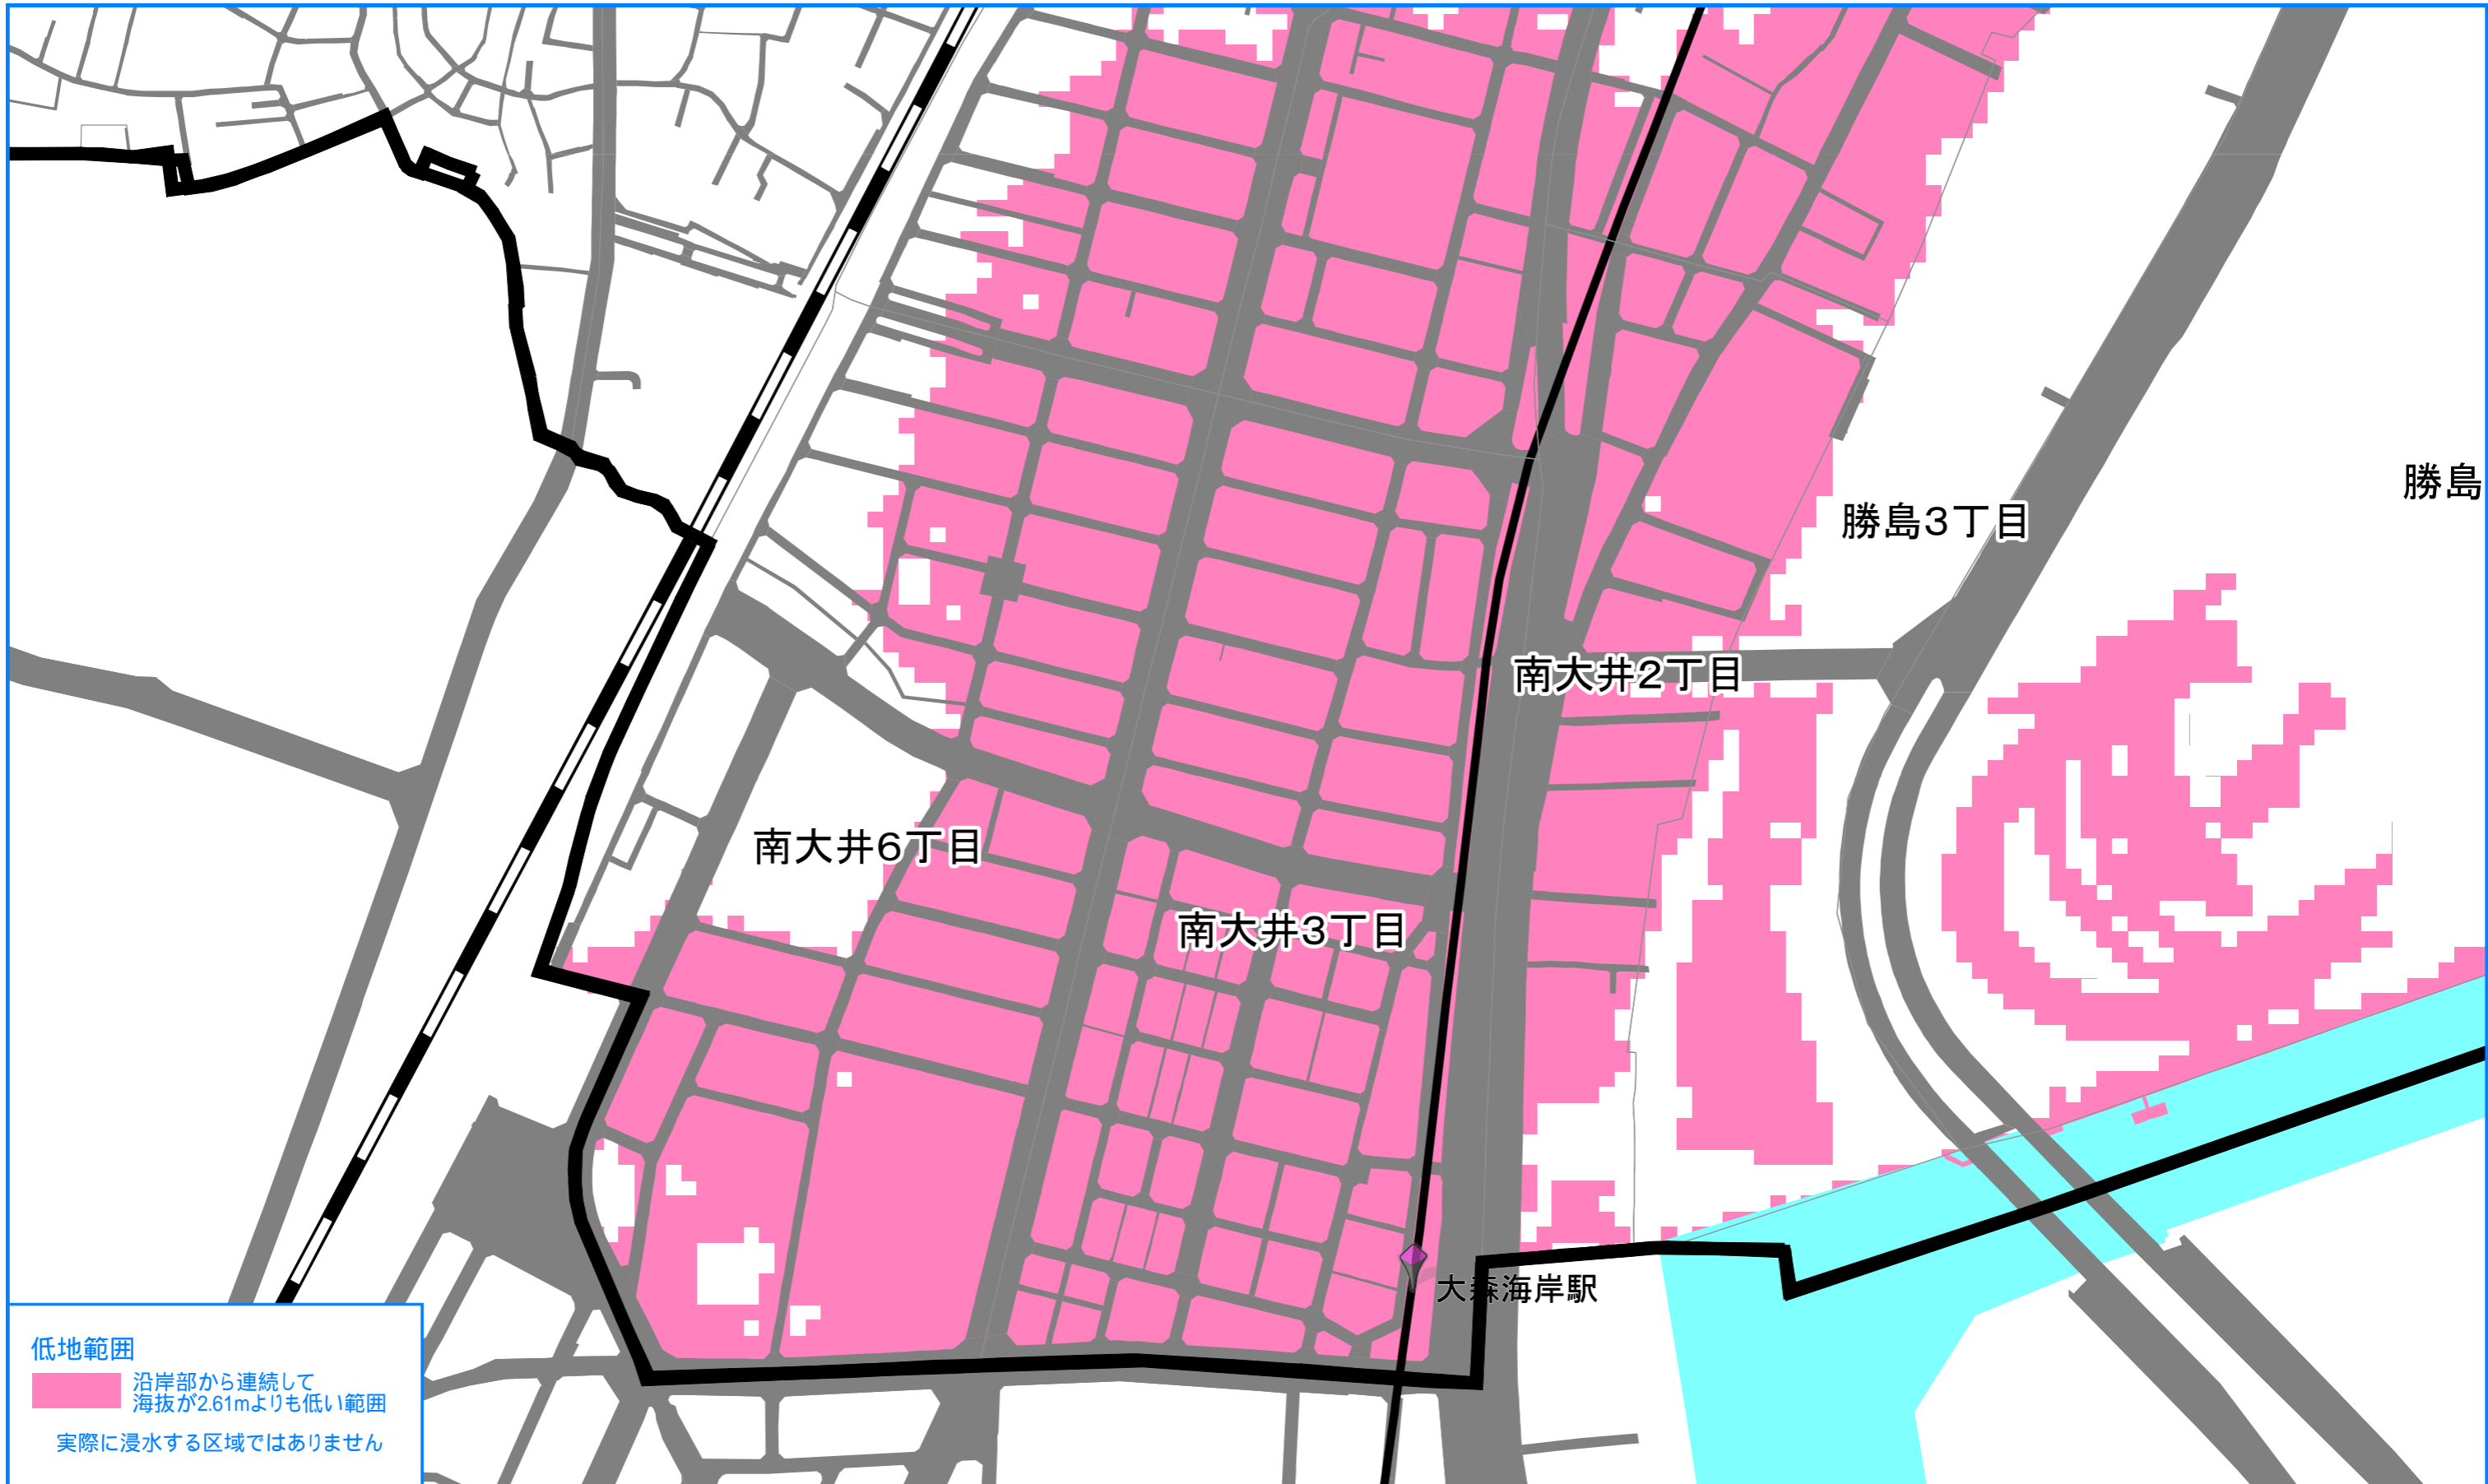 勝島
勝島3丁目
南大井2丁目
南大井6丁目
南大井3丁目
大森海岸駅
低地範囲
沿岸部から連続して
海抜が2.61mよりも低い範囲
実際に浸水する区域ではありません